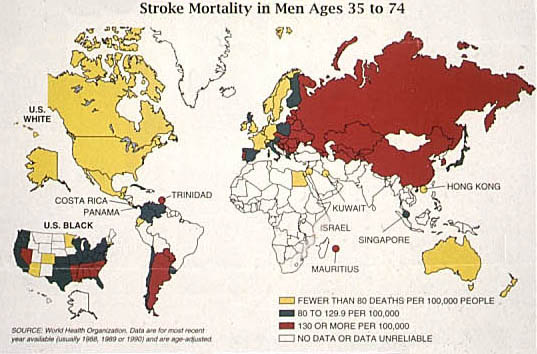 Stroke Mortality in Men Ages 35 to 74
U.S.
WHITE
COSTA RICA
PANAMA
TRINIDAD
U.S. BLACK
HONG KONG
KUWAIT
ISRAEL
SINGAPORE
MAURITIUS
FEWER THAN 80 DEATHS PER 100,000 PEOPLE
80 TO 129.9 PER 100,000
130 OR MORE PER 100,000
NO DATA OR DATA UNRELIABLE
SOURCE: World Health Organization. Data are for most recent
year available (usually 1988, 1989 or 1990) and are age-adjusted.